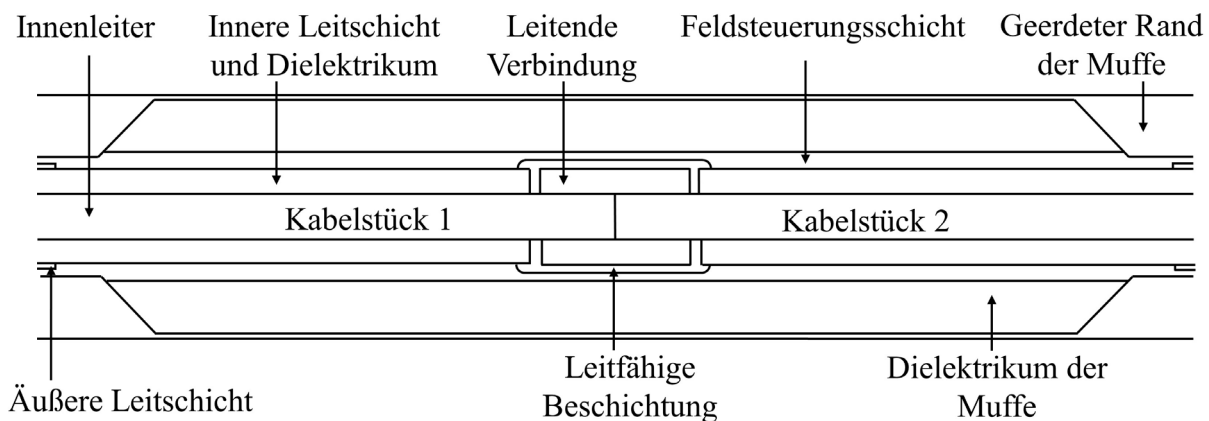 Innenleiter
Innere Leitschicht
und Dielektrikum
Leitende
Verbindung
Feldsteuerungsschicht
Geerdeter Rand
der Muffe
Kabelstück 1
Kabelstück 2
Äußere Leitschicht
Leitfähige
Beschichtung
Dielektrikum der
Muffe